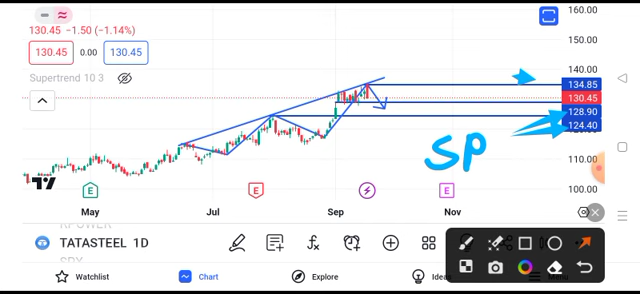 160.00
130.45 −1.50 (−1.14%)
150.00
130.45 0.00 130.45
140.00
Supertrend 10 3
134.85
130.45
128.90
124.40
SP
110.00
100.00
E E E
May Jul Sep Nov
TATASTEEL 1D
Watchlist Chart Explore Ideas Menu